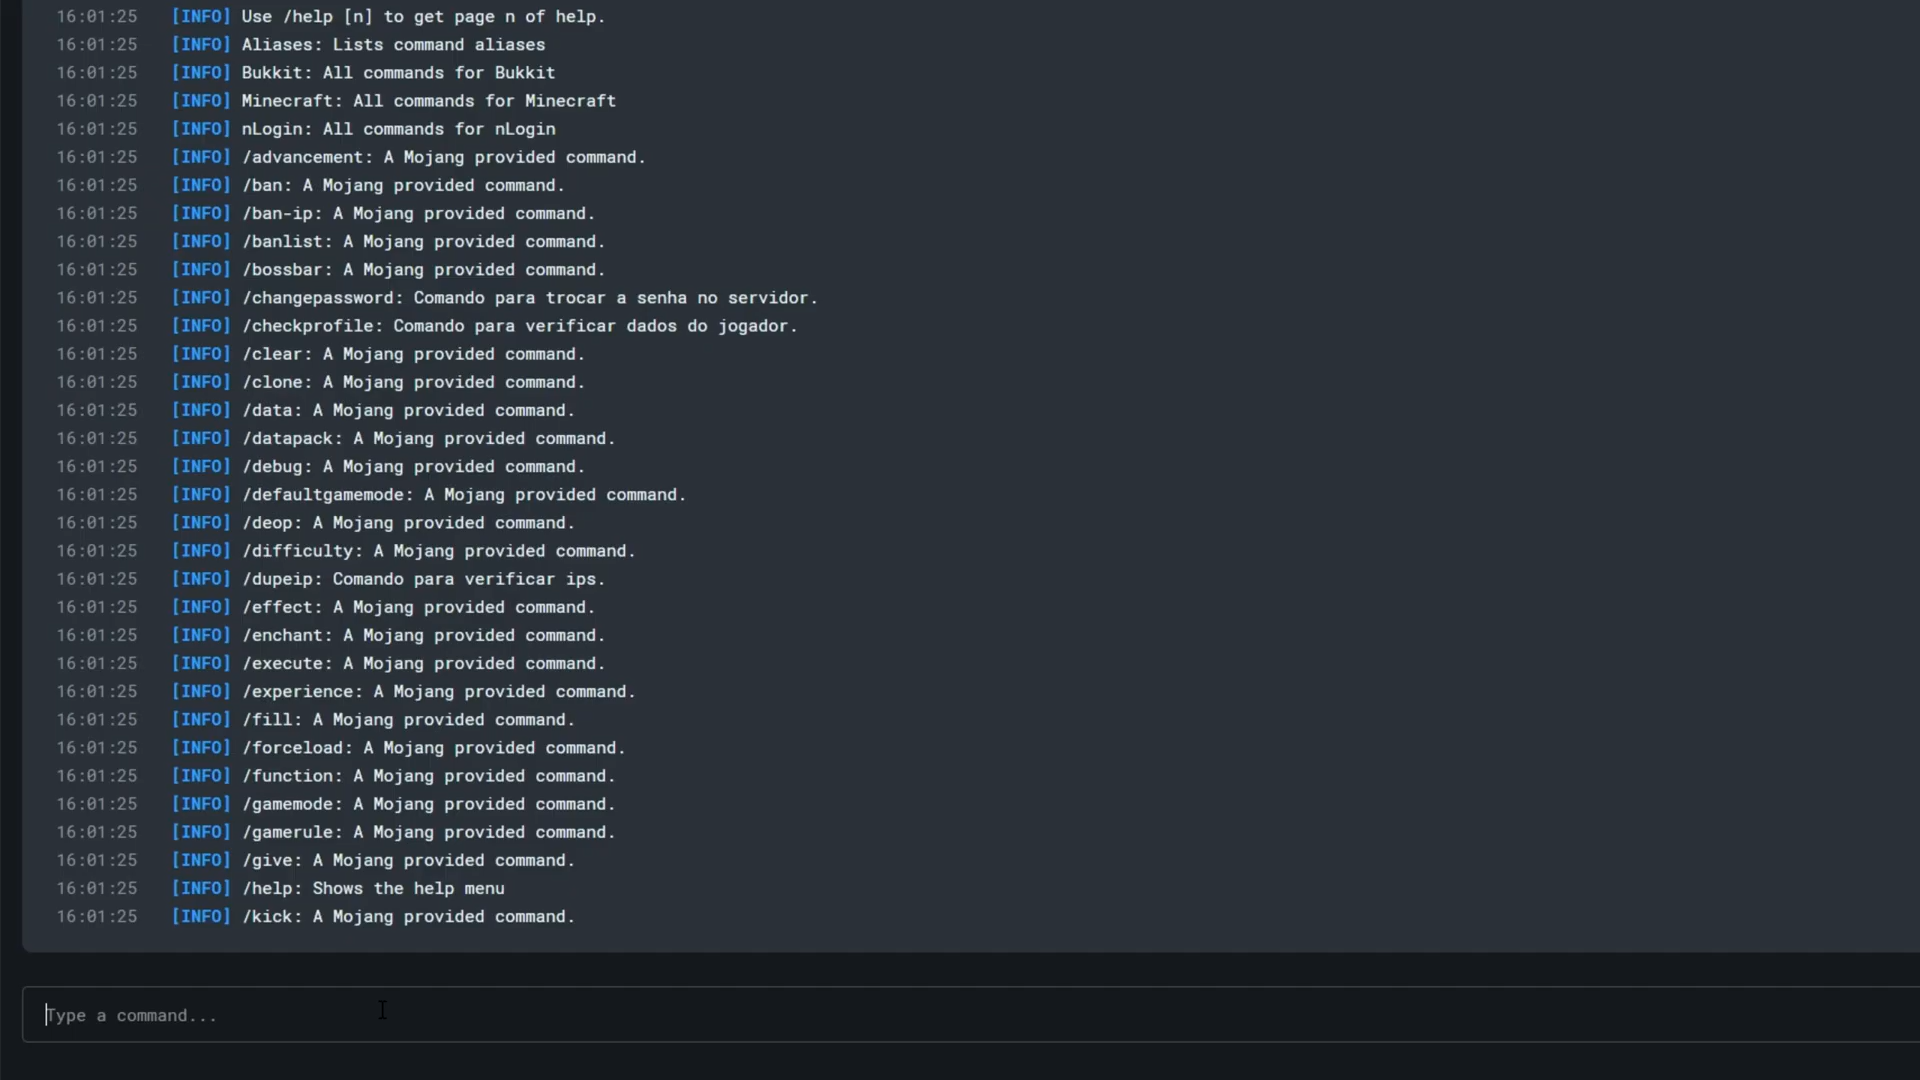 16:01:25 [INFO] Use /help [n] to get page n of help.
16:01:25 [INFO] Aliases: Lists command aliases
16:01:25 [INFO] Bukkit: All commands for Bukkit
16:01:25 [INFO] Minecraft: All commands for Minecraft
16:01:25 [INFO] nLogin: All commands for nLogin
16:01:25 [INFO] /advancement: A Mojang provided command.
16:01:25 [INFO] /ban: A Mojang provided command.
16:01:25 [INFO] /ban-ip: A Mojang provided command.
16:01:25 [INFO] /banlist: A Mojang provided command.
16:01:25 [INFO] /bossbar: A Mojang provided command.
16:01:25 [INFO] /changepassword: Comando para trocar a senha no servidor.
16:01:25 [INFO] /checkprofile: Comando para verificar dados do jogador.
16:01:25 [INFO] /clear: A Mojang provided command.
16:01:25 [INFO] /clone: A Mojang provided command.
16:01:25 [INFO] /data: A Mojang provided command.
16:01:25 [INFO] /datapack: A Mojang provided command.
16:01:25 [INFO] /debug: A Mojang provided command.
16:01:25 [INFO] /defaultgamemode: A Mojang provided command.
16:01:25 [INFO] /deop: A Mojang provided command.
16:01:25 [INFO] /difficulty: A Mojang provided command.
16:01:25 [INFO] /dupeip: Comando para verificar ips.
16:01:25 [INFO] /effect: A Mojang provided command.
16:01:25 [INFO] /enchant: A Mojang provided command.
16:01:25 [INFO] /execute: A Mojang provided command.
16:01:25 [INFO] /experience: A Mojang provided command.
16:01:25 [INFO] /fill: A Mojang provided command.
16:01:25 [INFO] /forceload: A Mojang provided command.
16:01:25 [INFO] /function: A Mojang provided command.
16:01:25 [INFO] /gamemode: A Mojang provided command.
16:01:25 [INFO] /gamerule: A Mojang provided command.
16:01:25 [INFO] /give: A Mojang provided command.
16:01:25 [INFO] /help: Shows the help menu
16:01:25 [INFO] /kick: A Mojang provided command.
Type a command...